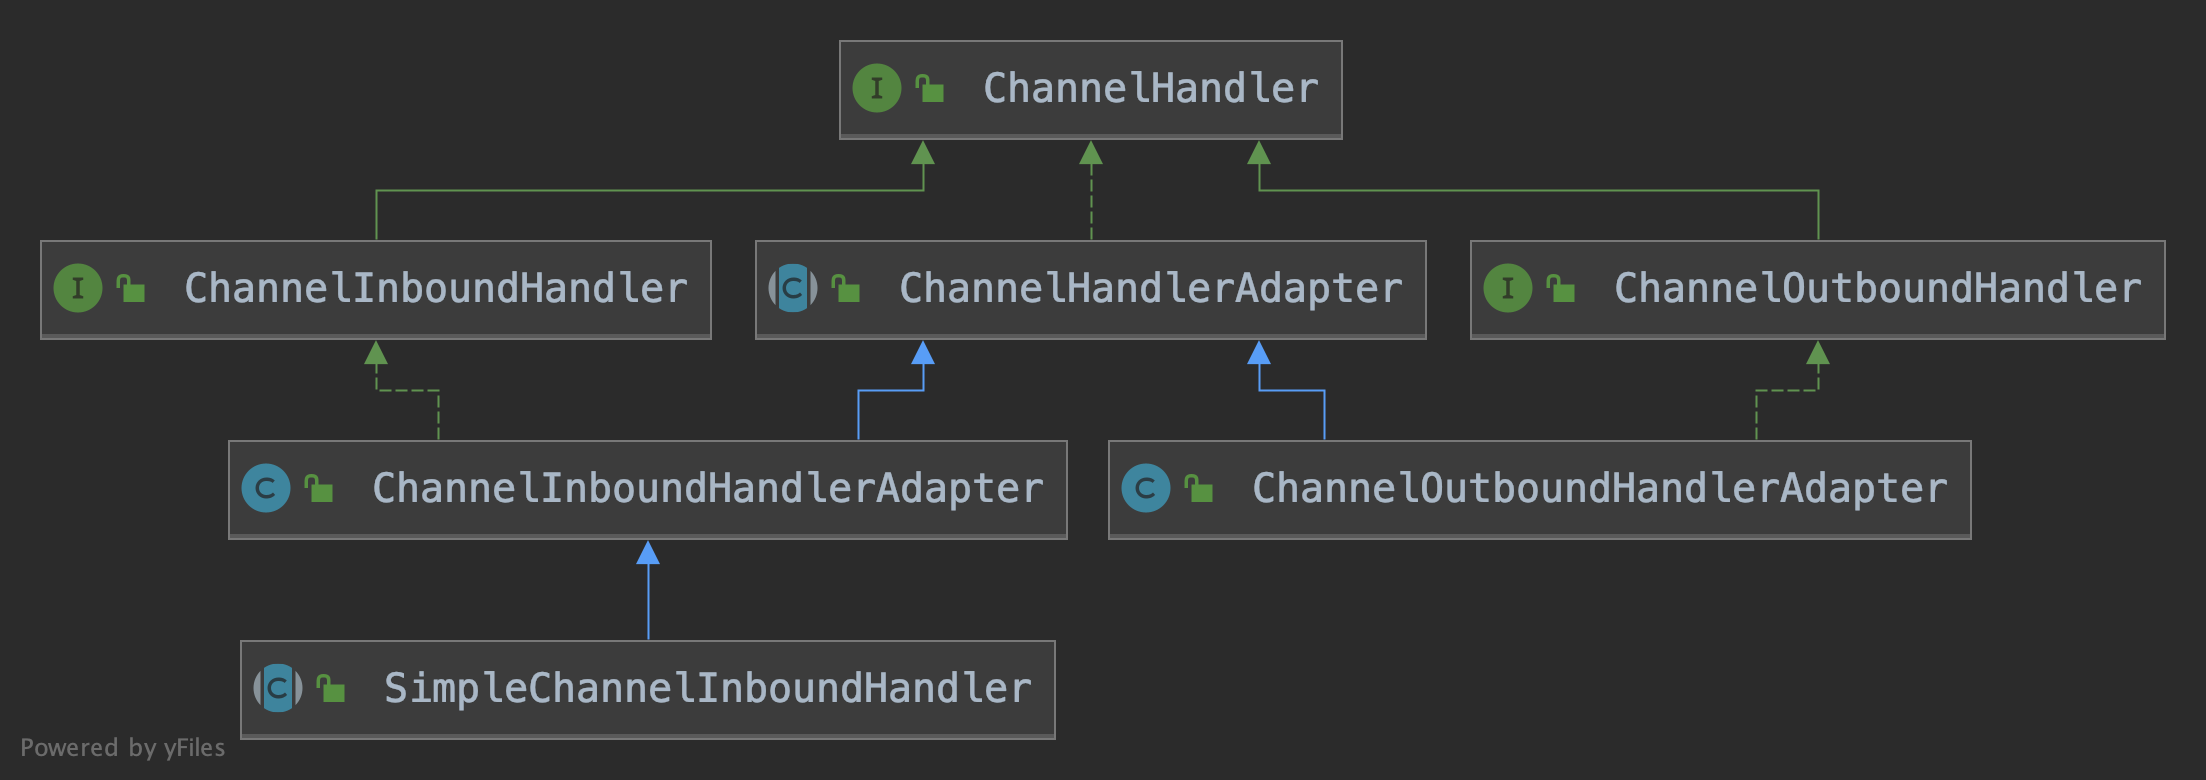 I ChannelHandler
I ChannelInboundHandler
C ChannelHandlerAdapter
I ChannelOutboundHandler
C ChannelInboundHandlerAdapter
C ChannelOutboundHandlerAdapter
C SimpleChannelInboundHandler
Powered by yFiles